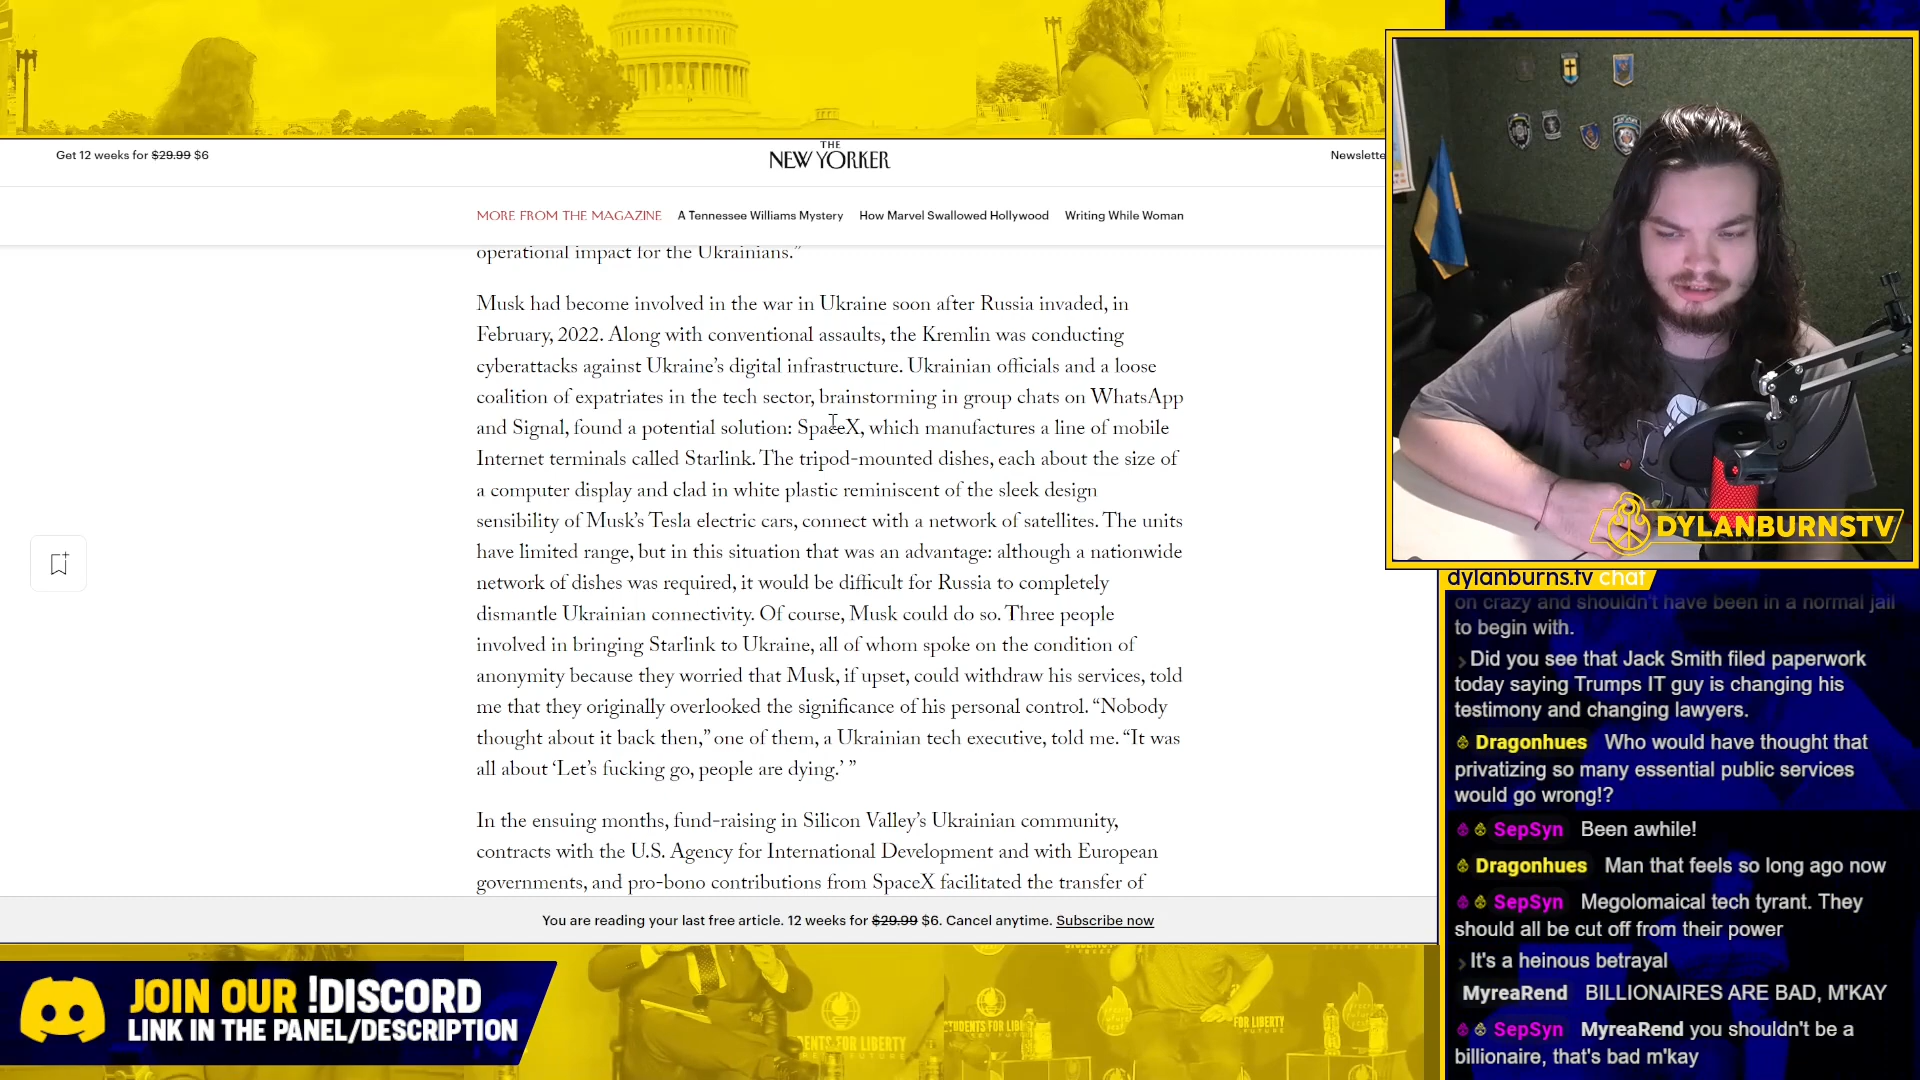 Get 12 weeks for $29.99 $6
THE
NEW YORKER
Newslette
MORE FROM THE MAGAZINE A Tennessee Williams Mystery How Marvel Swallowed Hollywood Writing While Woman
operational impact for the Ukrainians.”
Musk had become involved in the war in Ukraine soon after Russia invaded, in
February, 2022. Along with conventional assaults, the Kremlin was conducting
cyberattacks against Ukraine’s digital infrastructure. Ukrainian officials and a loose
coalition of expatriates in the tech sector, brainstorming in group chats on WhatsApp
and Signal, found a potential solution: SpaceX, which manufactures a line of mobile
Internet terminals called Starlink. The tripod-mounted dishes, each about the size of
a computer display and clad in white plastic reminiscent of the sleek design
sensibility of Musk’s Tesla electric cars, connect with a network of satellites. The units
have limited range, but in this situation that was an advantage: although a nationwide
network of dishes was required, it would be difficult for Russia to completely
dismantle Ukrainian connectivity. Of course, Musk could do so. Three people
involved in bringing Starlink to Ukraine, all of whom spoke on the condition of
anonymity because they worried that Musk, if upset, could withdraw his services, told
me that they originally overlooked the significance of his personal control. “Nobody
thought about it back then,” one of them, a Ukrainian tech executive, told me. “It was
all about ‘Let’s fucking go, people are dying.’ ”
In the ensuing months, fund-raising in Silicon Valley’s Ukrainian community,
contracts with the U.S. Agency for International Development and with European
governments, and pro-bono contributions from SpaceX facilitated the transfer of
You are reading your last free article. 12 weeks for $29.99 $6. Cancel anytime. Subscribe now
JOIN OUR !DISCORD
LINK IN THE PANEL/DESCRIPTION
STUDENTS FOR LIBERTY
FOR LIBERTY
DYLANBURNSTV
dylanburns.tv chat
on crazy and shouldn't have been in a normal jail
to begin with.
Did you see that Jack Smith filed paperwork
today saying Trumps IT guy is changing his
testimony and changing lawyers.
Dragonhues Who would have thought that
privatizing so many essential public services
would go wrong!?
SepSyn Been awhile!
Dragonhues Man that feels so long ago now
SepSyn Megolomaical tech tyrant. They
should all be cut off from their power
It's a heinous betrayal
MyreaRend BILLIONAIRES ARE BAD, M'KAY
SepSyn MyreaRend you shouldn't be a
billionaire, that's bad m'kay